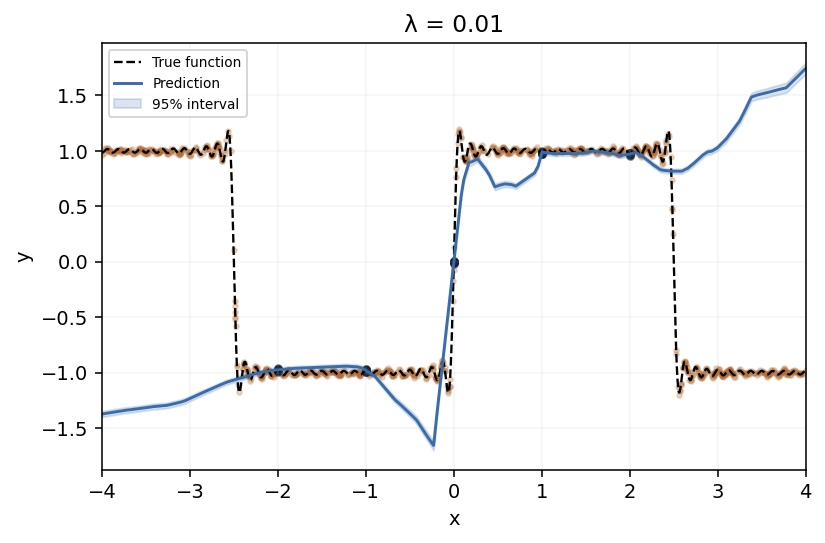 λ = 0.01
True function
Prediction
95% interval
y
1.5
1.0
0.5
0.0
−0.5
−1.0
−1.5
−4 −3 −2 −1 0 1 2 3 4
x